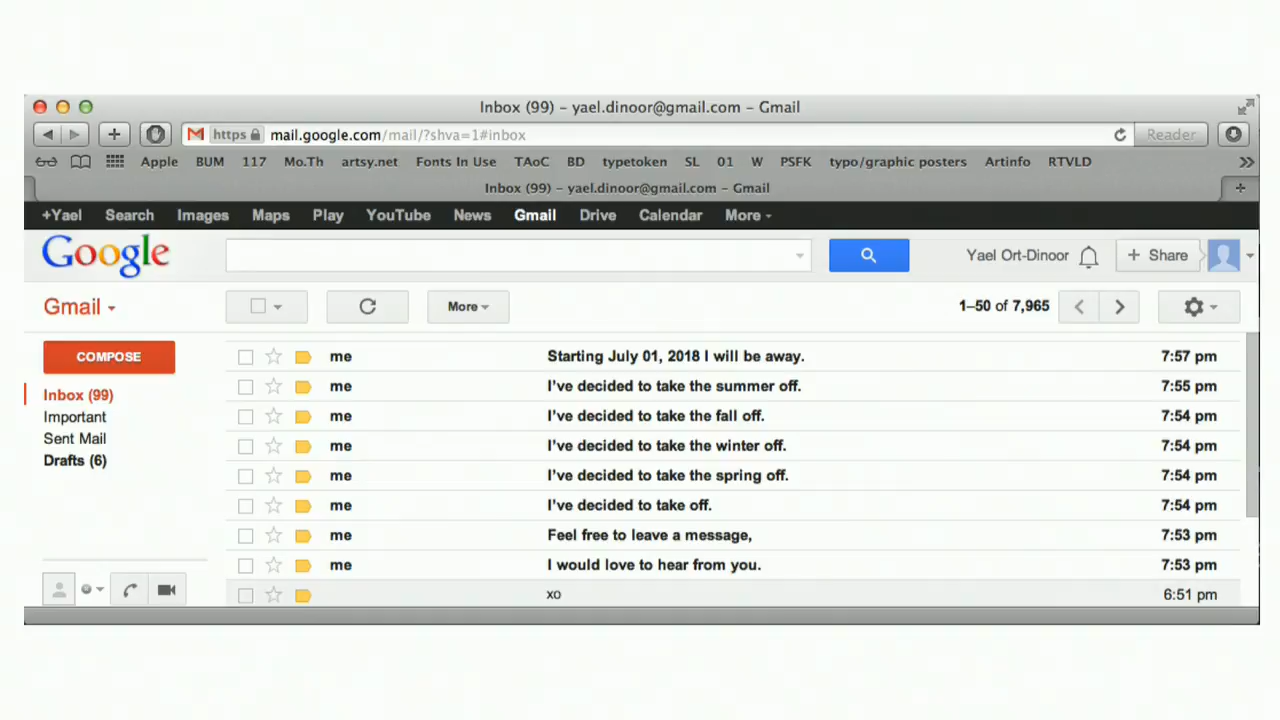 Inbox (99) – yael.dinoor@gmail.com – Gmail
https mail.google.com/mail/?shva=1#inbox Reader
Apple BUM 117 Mo.Th artsy.net Fonts In Use TAoC BD typetoken SL 01 W PSFK typo/graphic posters Artinfo RTVLD
Inbox (99) – yael.dinoor@gmail.com – Gmail
+Yael Search Images Maps Play YouTube News Gmail Drive Calendar More
Google Yael Ort-Dinoor + Share
Gmail More 1–50 of 7,965
COMPOSE
Inbox (99)
Important
Sent Mail
Drafts (6)
me Starting July 01, 2018 I will be away. 7:57 pm
me I've decided to take the summer off. 7:55 pm
me I've decided to take the fall off. 7:54 pm
me I've decided to take the winter off. 7:54 pm
me I've decided to take the spring off. 7:54 pm
me I've decided to take off. 7:54 pm
me Feel free to leave a message, 7:53 pm
me I would love to hear from you. 7:53 pm
xo 6:51 pm